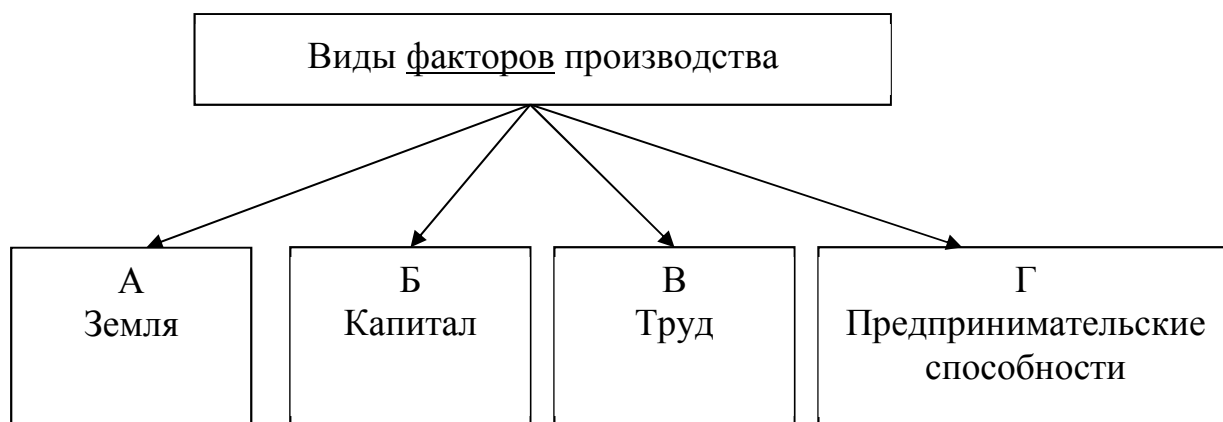 Виды факторов производства
А
Земля
Б
Капитал
В
Труд
Г
Предпринимательские
способности